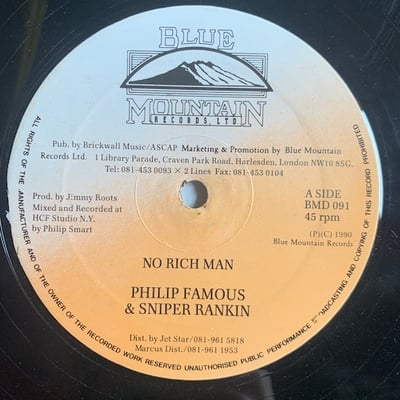 BLUE
MOUNTAIN
RECORDS, LTD.
Pub. by Brickwall Music/ASCAP Marketing & Promotion by Blue Mountain
Records Ltd. 1 Library Parade, Craven Park Road, Harlesden, London NW10 8SG.
Tel: 081-453 0093 × 2 Lines Fax: 081-453 0104
Prod. by Jimmy Roots
Mixed and Recorded at
HCF Studio N.Y.
by Philip Smart
A SIDE
BMD 091
45 rpm
(P)(C) 1990
Blue Mountain Records
NO RICH MAN
PHILIP FAMOUS
& SNIPER RANKIN
Dist. by Jet Star/081-961 5818
Marcus Dist./081-961 1953
ALL RIGHTS OF THE MANUFACTURER AND OF THE OWNER OF THE RECORDED WORK RESERVED UNAUTHORISED PUBLIC PERFORMANCE BROADCASTING AND COPYING OF THIS RECORD PROHIBITED